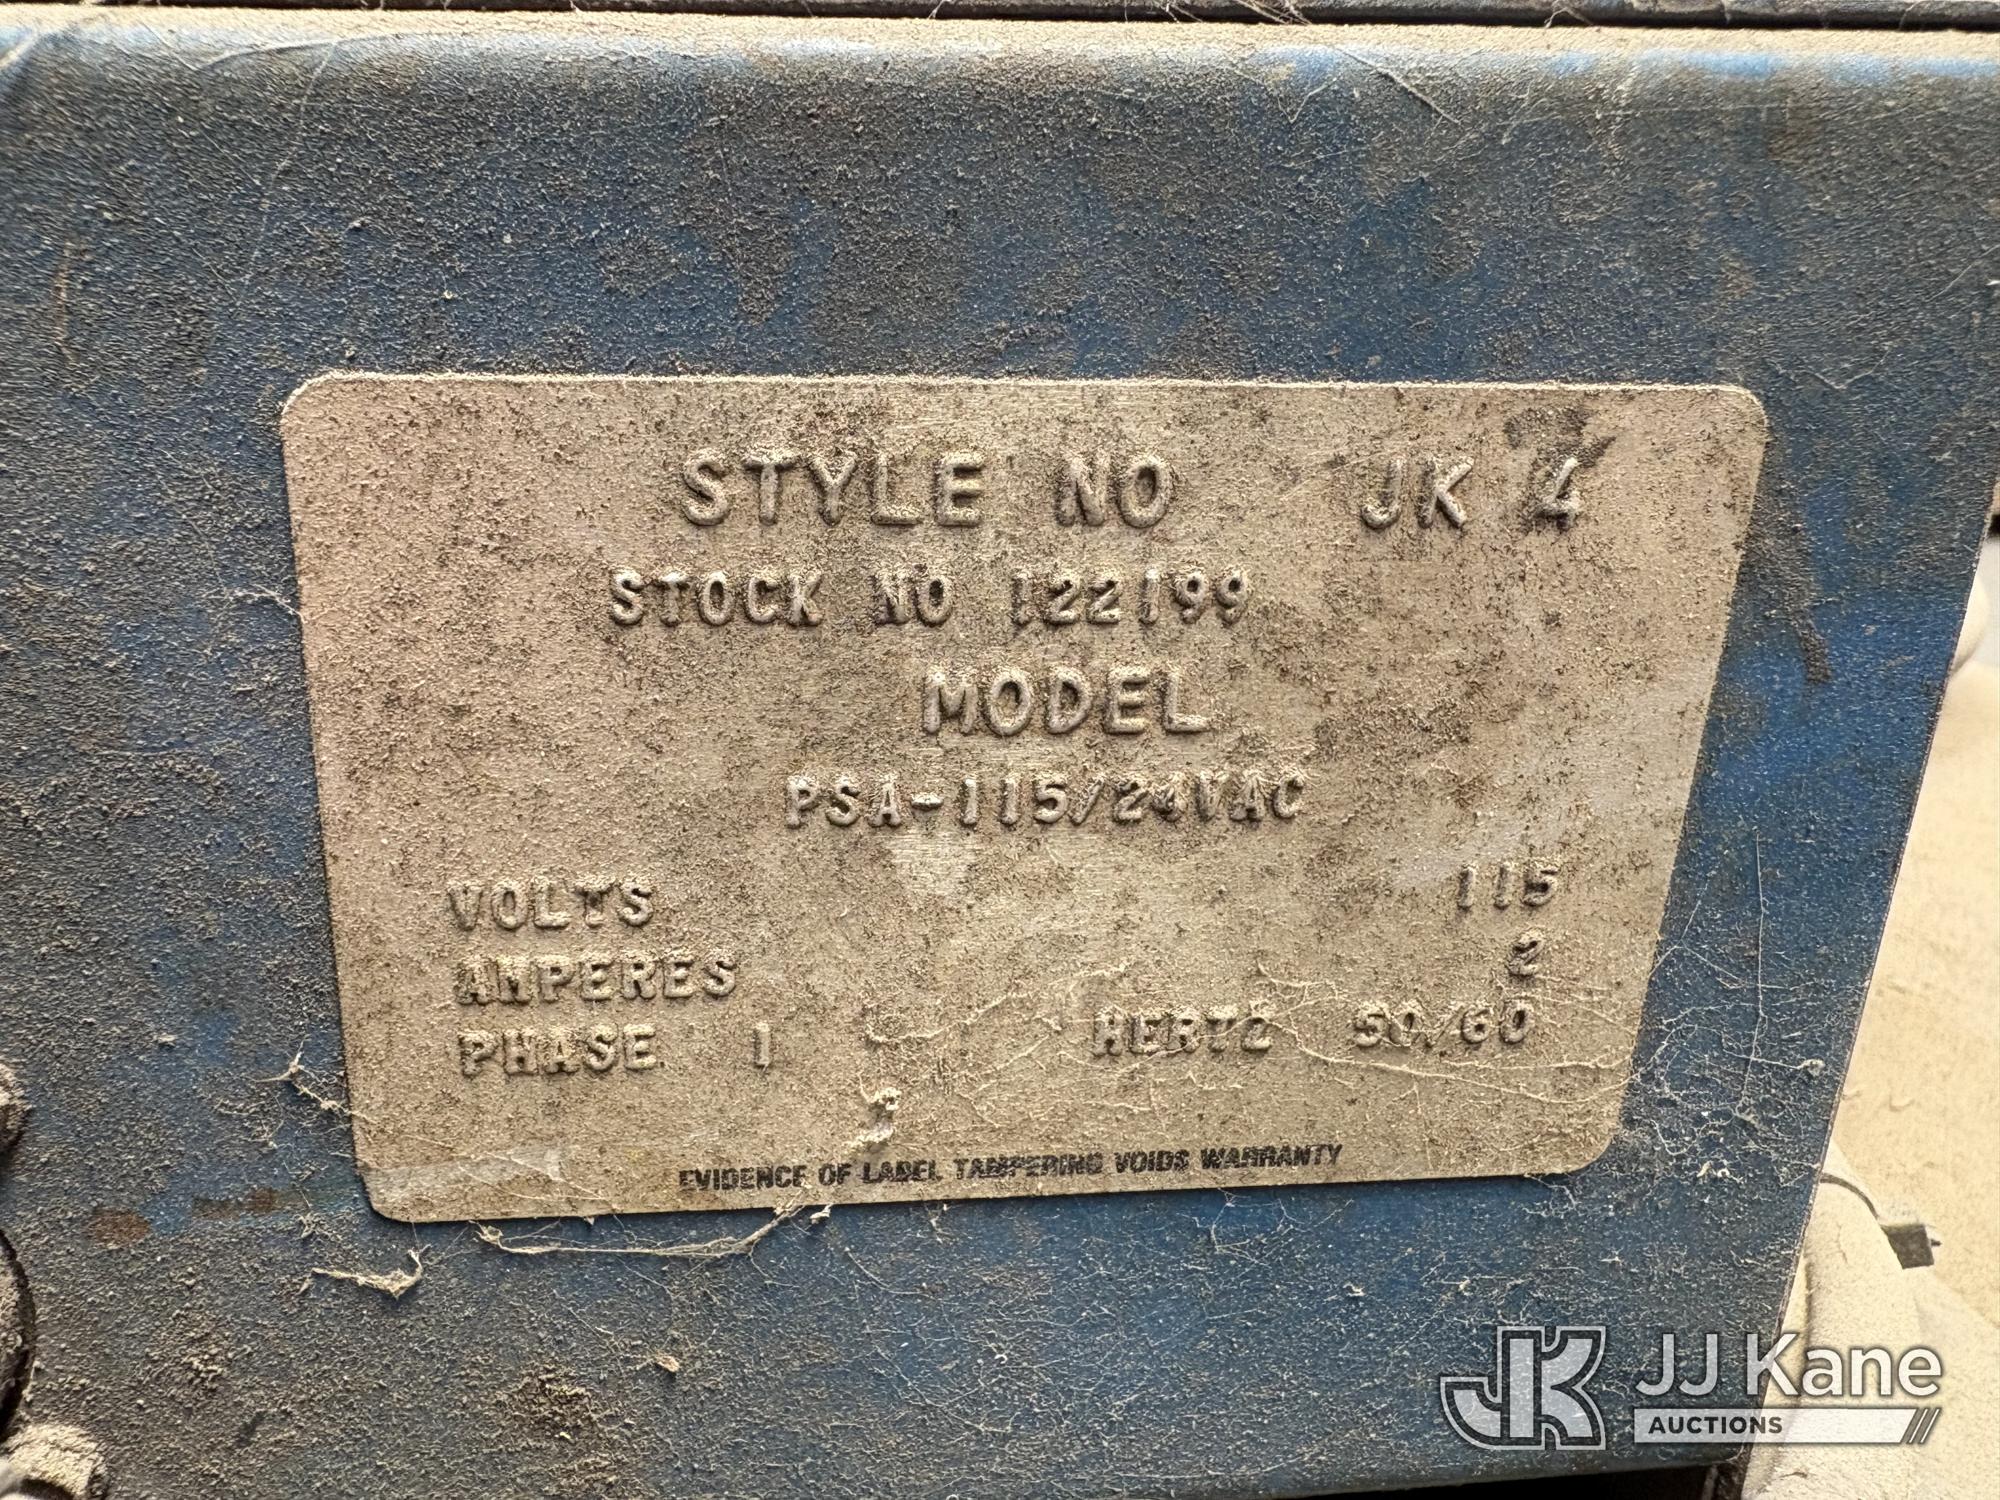 STYLE NO JK 4
STOCK NO 122199
MODEL
PSA-115/24VAC
VOLTS 115
AMPERES 2
PHASE 1 HERTZ 50/60
EVIDENCE OF LABEL TAMPERING VOIDS WARRANTY
JK JJ Kane
AUCTIONS